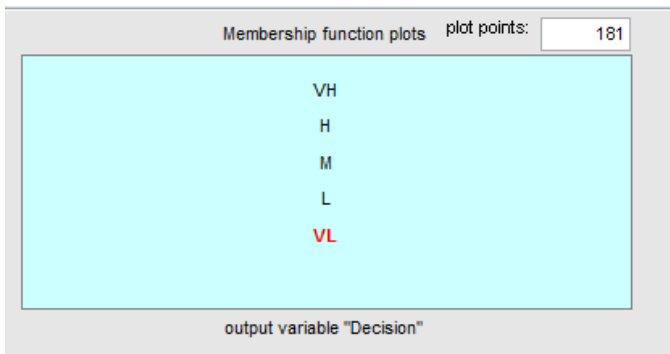 Membership function plots plot points: 181
VH
H
M
L
VL
output variable "Decision"